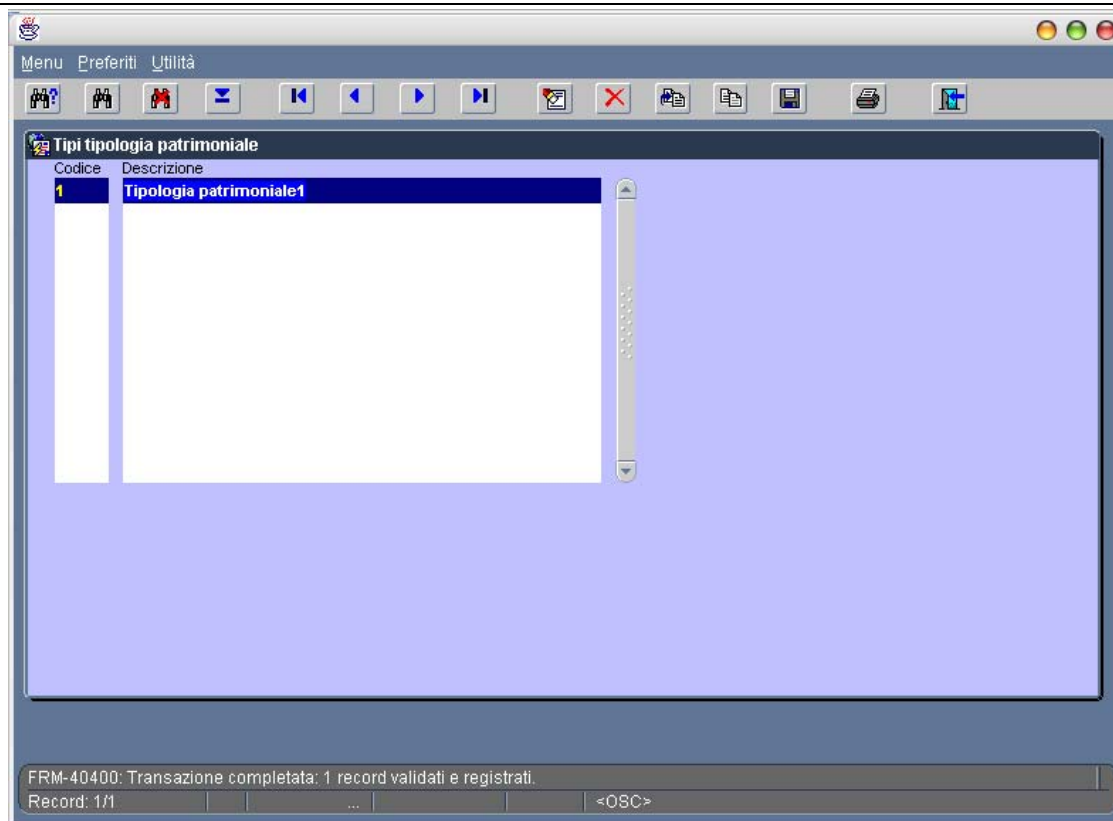 Menu Preferiti Utilità
Tipi tipologia patrimoniale
Codice Descrizione
1 Tipologia patrimoniale1
FRM-40400: Transazione completata: 1 record validati e registrati.
Record: 1/1 ... <OSC>